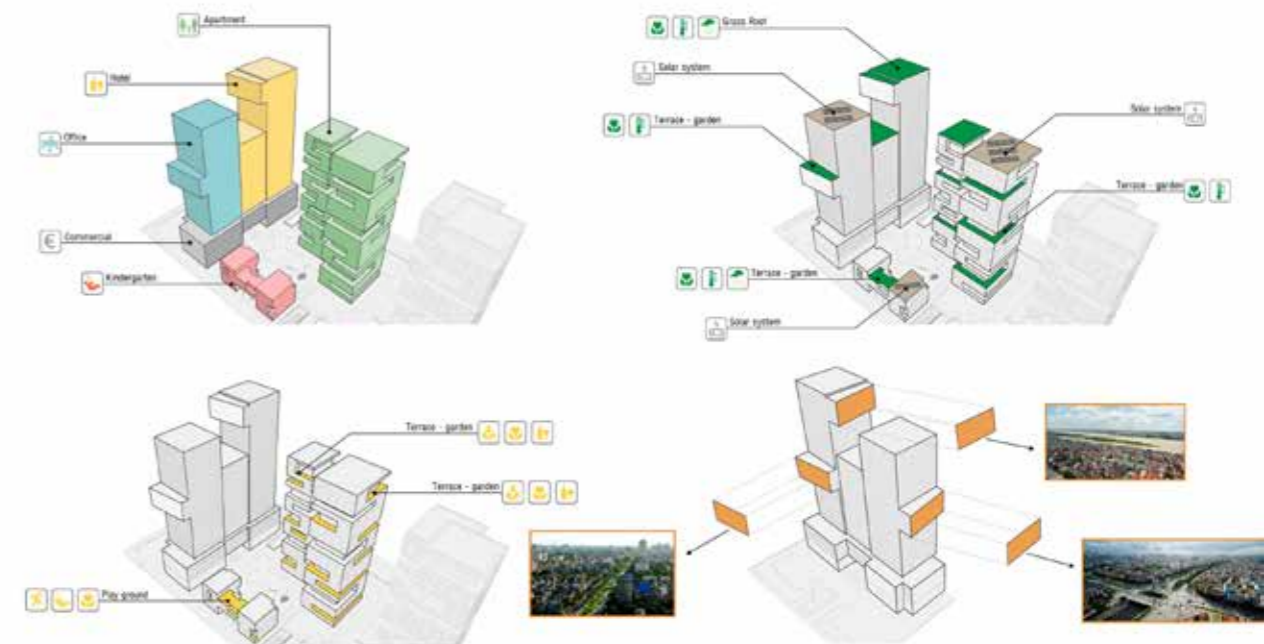 Apartment
Hotel
Office
€ Commercial
Kindergarten
Grass Roof
Solar system
Terrace - garden
Solar system
Terrace - garden
Terrace - garden
Solar system
Terrace - garden
Terrace - garden
Play ground